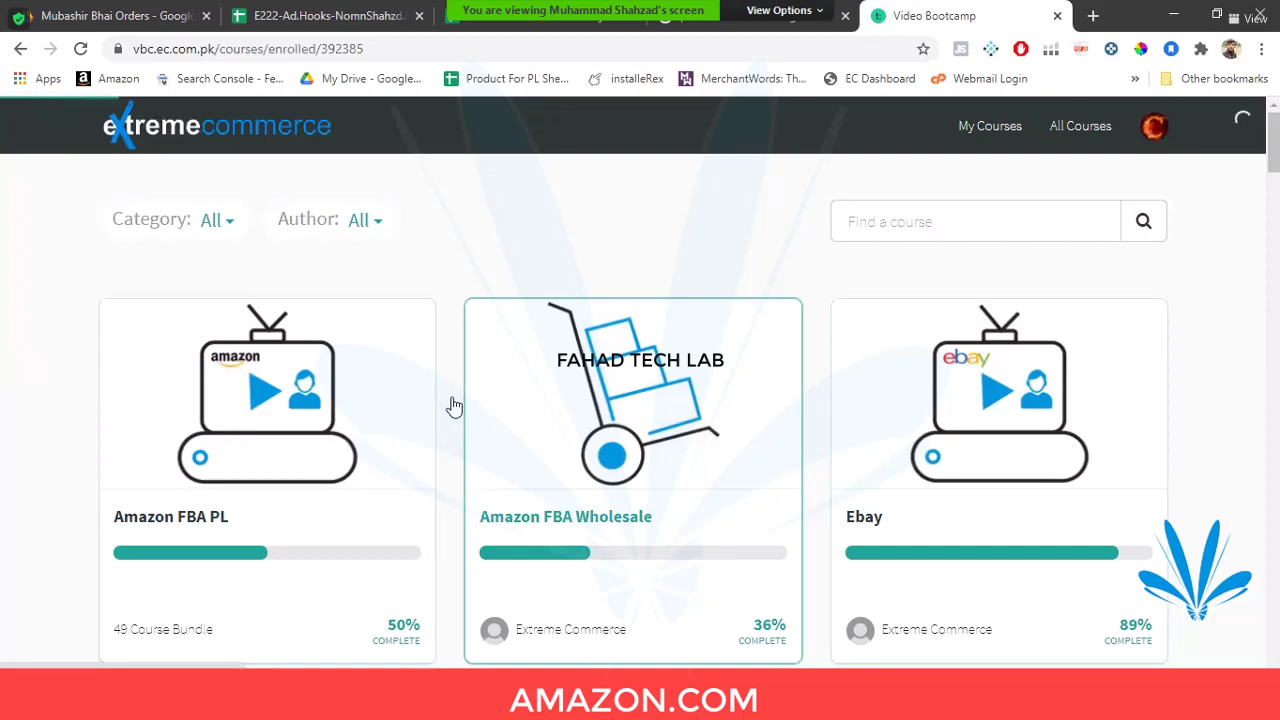 Mubashir Bhai Orders - Google
E222-Ad.Hooks-NomnShahzd.
You are viewing Muhammad Shahzad's screen
View Options
Video Bootcamp
View
vbc.ec.com.pk/courses/enrolled/392385
Apps
Amazon
Search Console - Fe...
My Drive - Google...
Product For PL She...
installeRex
MerchantWords: Th...
EC Dashboard
Webmail Login
Other bookmarks
extremecommerce
My Courses
All Courses
Category: All
Author: All
Find a course
amazon
FAHAD TECH LAB
ebay
Amazon FBA PL
Amazon FBA Wholesale
Ebay
49 Course Bundle
50%
COMPLETE
Extreme Commerce
36%
COMPLETE
Extreme Commerce
89%
COMPLETE
AMAZON.COM